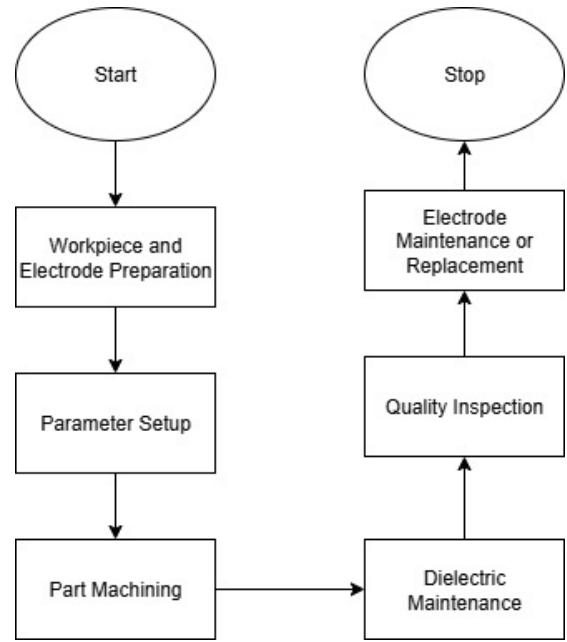 Start
Workpiece and
Electrode Preparation
Parameter Setup
Part Machining
Dielectric
Maintenance
Quality Inspection
Electrode
Maintenance or
Replacement
Stop